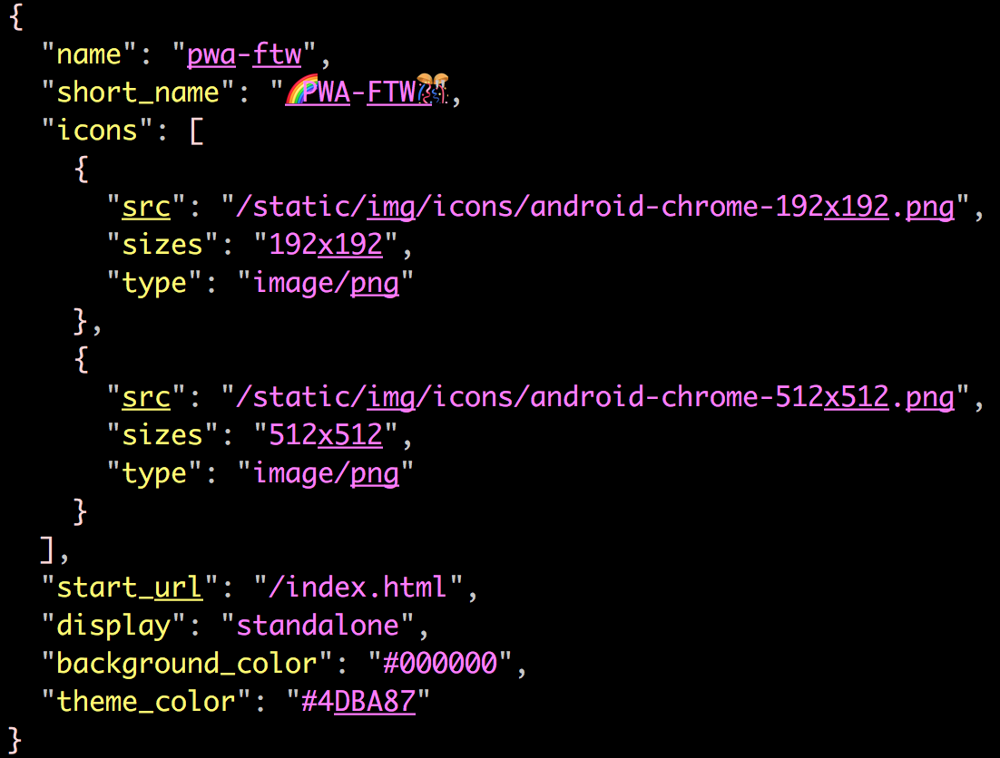 {
  "name": "pwa-ftw",
  "short_name": "🌈PWA-FTW🎊",
  "icons": [
    {
      "src": "/static/img/icons/android-chrome-192x192.png",
      "sizes": "192x192",
      "type": "image/png"
    },
    {
      "src": "/static/img/icons/android-chrome-512x512.png",
      "sizes": "512x512",
      "type": "image/png"
    }
  ],
  "start_url": "/index.html",
  "display": "standalone",
  "background_color": "#000000",
  "theme_color": "#4DBA87"
}